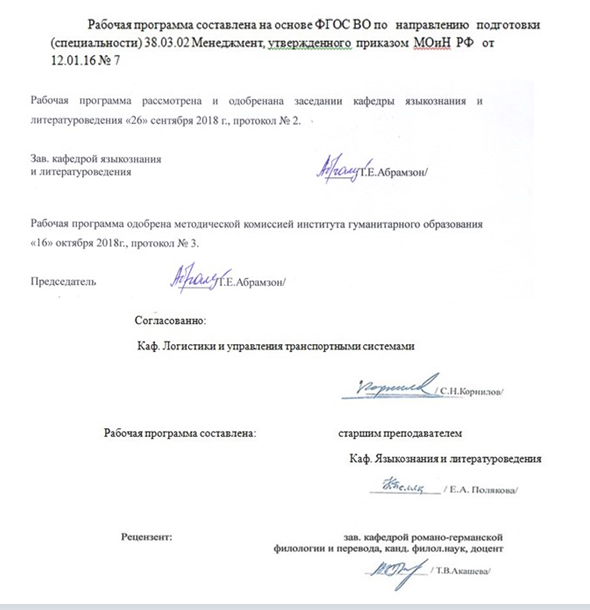 Рабочая программа составлена на основе ФГОС ВО по направлению подготовки
(специальности) 38.03.02 Менеджмент, утвержденного приказом МОиН РФ от
12.01.16 № 7
Рабочая программа рассмотрена и одобренана заседании кафедры языкознания и
литературоведения «26» сентября 2018 г., протокол № 2.
Зав. кафедрой языкознания
и литературоведения Т.Е.Абрамзон/
Рабочая программа одобрена методической комиссией института гуманитарного образования
«16» октября 2018г., протокол № 3.
Председатель Т.Е.Абрамзон/
Согласованно:
Каф. Логистики и управления транспортными системами
/ С.Н.Корнилов/
Рабочая программа составлена: старшим преподавателем
Каф. Языкознания и литературоведения
/ Е.А. Полякова/
Рецензент: зав. кафедрой романо-германской
филологии и перевода, канд. филол.наук, доцент
/ Т.В.Акашева/